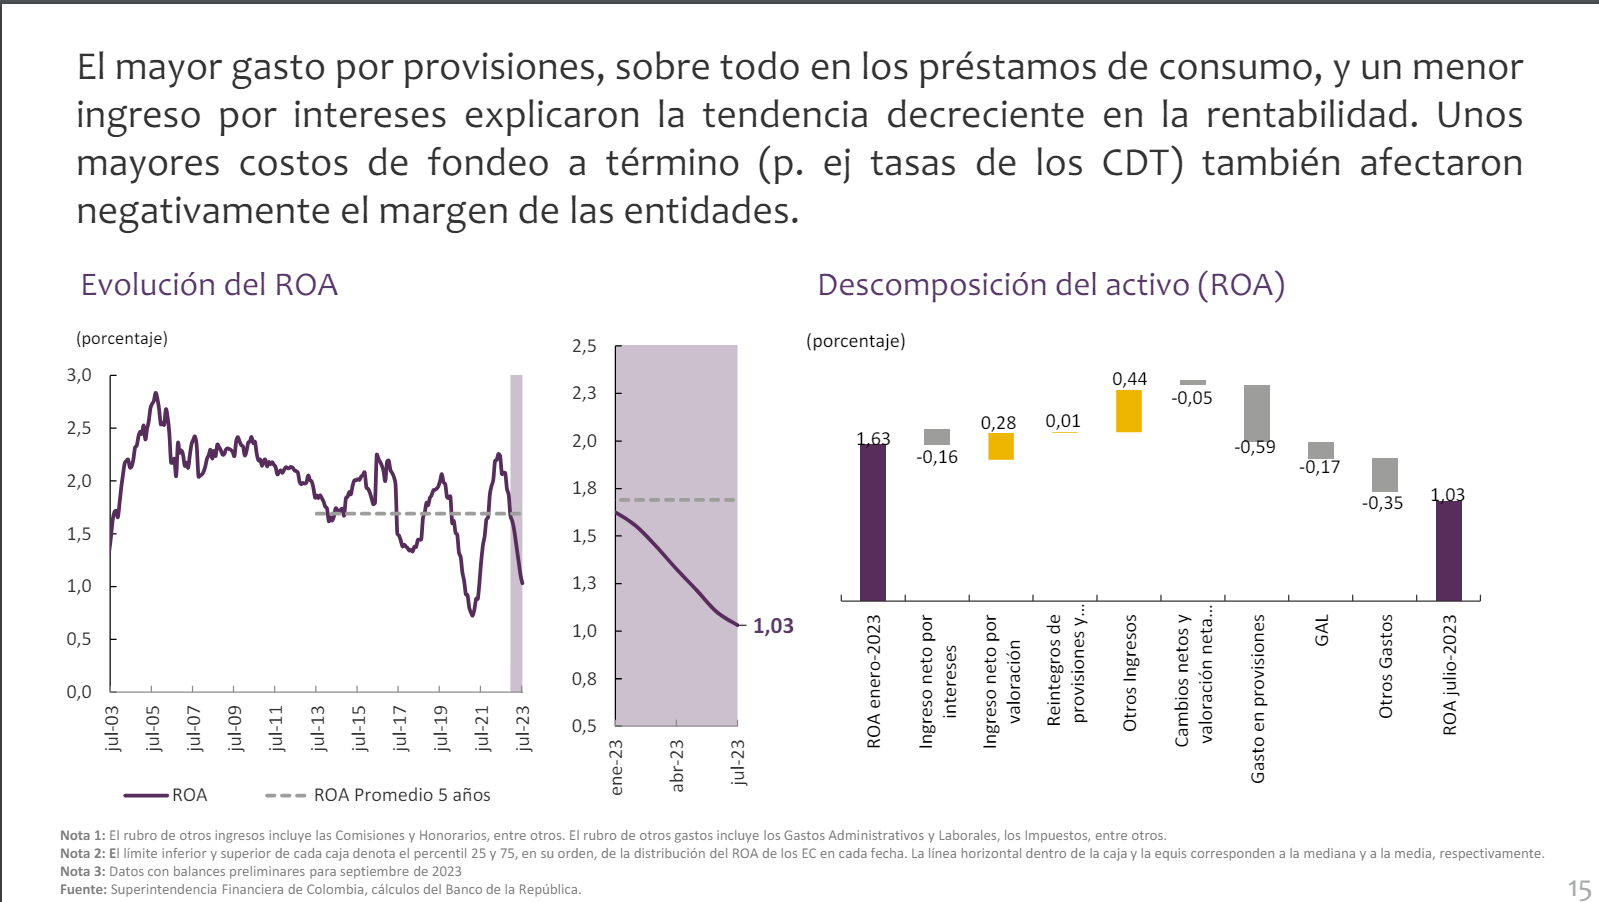 El mayor gasto por provisiones, sobre todo en los préstamos de consumo, y un menor
ingreso por intereses explicaron la tendencia decreciente en la rentabilidad. Unos
mayores costos de fondeo a término (p. ej tasas de los CDT) también afectaron
negativamente el margen de las entidades.
Evolución del ROA
(porcentaje)
3,0
2,5
2,0
1,5
1,0
0,5
0,0
jul-03
jul-05
jul-07
jul-09
jul-11
jul-13
jul-15
jul-17
jul-19
jul-21
jul-23
ROA
ROA Promedio 5 años
2,5
2,3
2,0
1,8
1,5
1,3
1,0
0,8
0,5
1,03
ene-23
abr-23
jul-23
Descomposición del activo (ROA)
(porcentaje)
1,63
-0,16
0,28
0,01
0,44
-0,05
-0,59
-0,17
-0,35
1,03
ROA enero-2023
Ingreso neto por
intereses
Ingreso neto por
valoración
Reintegros de
provisiones y...
Otros Ingresos
Cambios netos y
valoración neta...
Gasto en provisiones
GAL
Otros Gastos
ROA julio-2023
Nota 1: El rubro de otros ingresos incluye las Comisiones y Honorarios, entre otros. El rubro de otros gastos incluye los Gastos Administrativos y Laborales, los Impuestos, entre otros.
Nota 2: El límite inferior y superior de cada caja denota el percentil 25 y 75, en su orden, de la distribución del ROA de los EC en cada fecha. La línea horizontal dentro de la caja y la equis corresponden a la mediana y a la media, respectivamente.
Nota 3: Datos con balances preliminares para septiembre de 2023
Fuente: Superintendencia Financiera de Colombia, cálculos del Banco de la República.
15